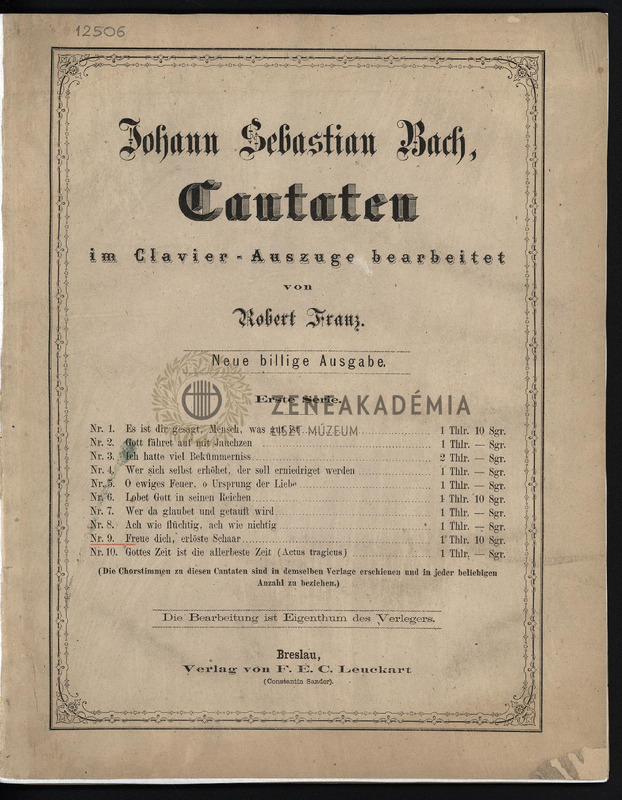 12506
Johann Sebastian Bach,
Cantaten
im Clavier-Auszuge bearbeitet
von
Robert Franz.
Neue billige Ausgabe.
Erste Serie.
ZENEAKADÉMIA
LISZT MÚZEUM
Nr. 1. Es ist dir gesagt, Mensch, was gut ist 1 Thlr. 10 Sgr.
Nr. 2. Gott fähret auf mit Jauchzen 1 Thlr. — Sgr.
Nr. 3. Ich hatte viel Bekümmerniss 2 Thlr. — Sgr.
Nr. 4. Wer sich selbst erhöhet, der soll erniedriget werden 1 Thlr. — Sgr.
Nr. 5. O ewiges Feuer, o Ursprung der Liebe 1 Thlr. — Sgr.
Nr. 6. Lobet Gott in seinen Reichen 1 Thlr. 10 Sgr.
Nr. 7. Wer da glaubet und getauft wird 1 Thlr. — Sgr.
Nr. 8. Ach wie flüchtig, ach wie nichtig 1 Thlr. — Sgr.
Nr. 9. Freue dich, erlöste Schaar 1 Thlr. 10 Sgr.
Nr. 10. Gottes Zeit ist die allerbeste Zeit (Actus tragicus) 1 Thlr. — Sgr.
(Die Chorstimmen zu diesen Cantaten sind in demselben Verlage erschienen und in jeder beliebigen
Anzahl zu beziehen.)
Die Bearbeitung ist Eigenthum des Verlegers.
Breslau,
Verlag von F. E. C. Leuckart
(Constantin Sander).